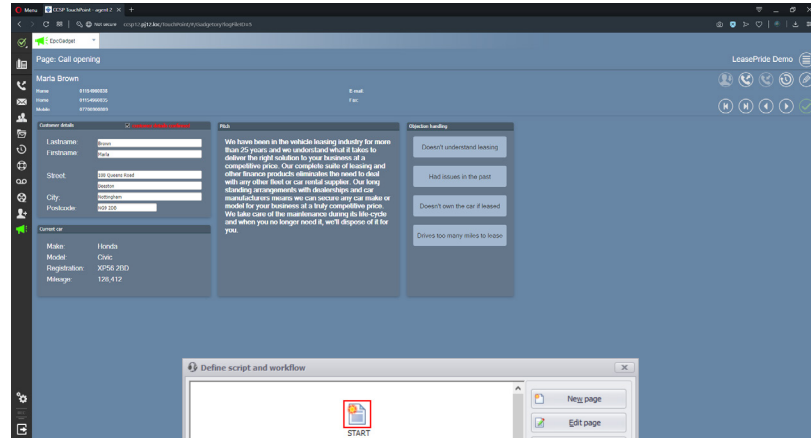 Menu
CCSP TouchPoint - agent Z
Not secure
EpicGadget
Page: Call opening
LeasePride Demo
Maria Brown
Home
E-mail:
Home
Fax:
Mobile
Customer details
Lastname:
Brown
Firstname:
Maria
Street:
100 Queens Road
Beeston
City:
Nottingham
Postcode:
NG9 2DB
Current car
Make: Honda
Model: Civic
Registration: XP56 2BD
Mileage: 128,412
Pitch
We have been in the vehicle leasing industry for more
than 25 years and we understand what it takes to
deliver the right solution to your business at a
competitive price. Our complete suite of leasing and
other finance products eliminates the need to deal
with any other fleet or car rental supplier. Our long
standing arrangements with dealerships and car
manufacturers means we can secure any car make or
model for your business at a truly competitive price.
We take care of the maintenance during its life-cycle
and when you no longer need it, we'll dispose of it for
you.
Objection handling
Doesn't understand leasing
Had issues in the past
Doesn't own the car if leased
Drives too many miles to lease
Define script and workflow
START
New page
Edit page